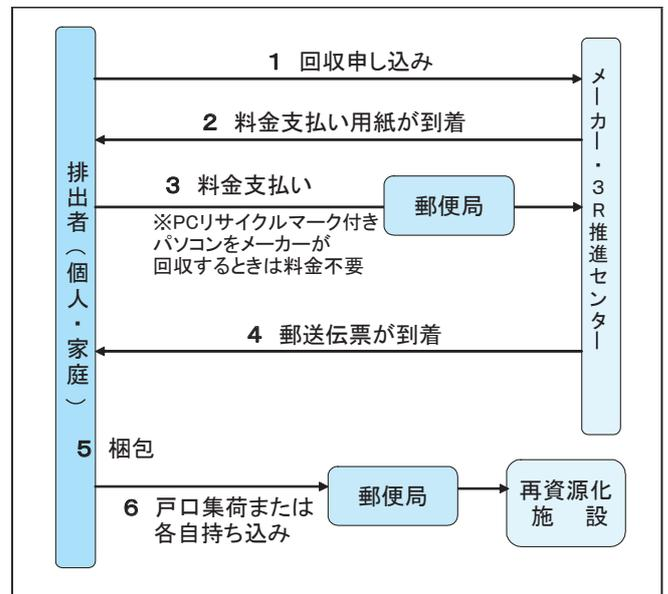 1 回収申し込み
2 料金支払い用紙が到着
3 料金支払い
※PCリサイクルマーク付き
パソコンをメーカーが
回収するときは料金不要
郵便局
4 郵送伝票が到着
排出者（個人・家庭）
メーカー・3R推進センター
5 梱包
6 戸口集荷または
各自持ち込み
郵便局
再資源化
施 設